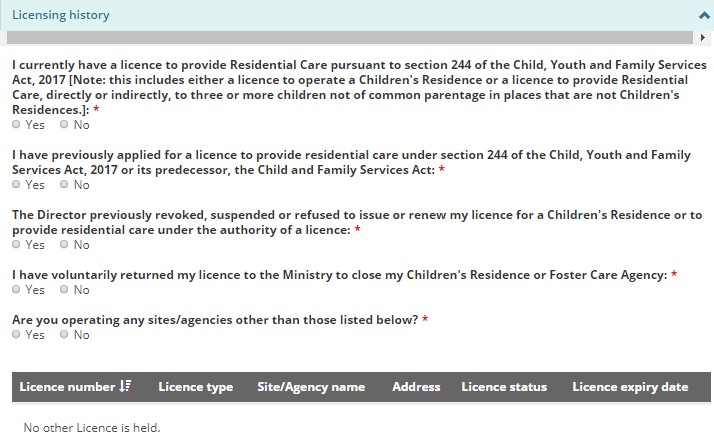 Licensing history
I currently have a licence to provide Residential Care pursuant to section 244 of the Child, Youth and Family Services
Act, 2017 [Note: this includes either a licence to operate a Children's Residence or a licence to provide Residential
Care, directly or indirectly, to three or more children not of common parentage in places that are not Children's
Residences.]: *
Yes No
I have previously applied for a licence to provide residential care under section 244 of the Child, Youth and Family
Services Act, 2017 or its predecessor, the Child and Family Services Act: *
Yes No
The Director previously revoked, suspended or refused to issue or renew my licence for a Children's Residence or to
provide residential care under the authority of a licence: *
Yes No
I have voluntarily returned my licence to the Ministry to close my Children's Residence or Foster Care Agency: *
Yes No
Are you operating any sites/agencies other than those listed below? *
Yes No
Licence number Licence type Site/Agency name Address Licence status Licence expiry date
No other Licence is held.